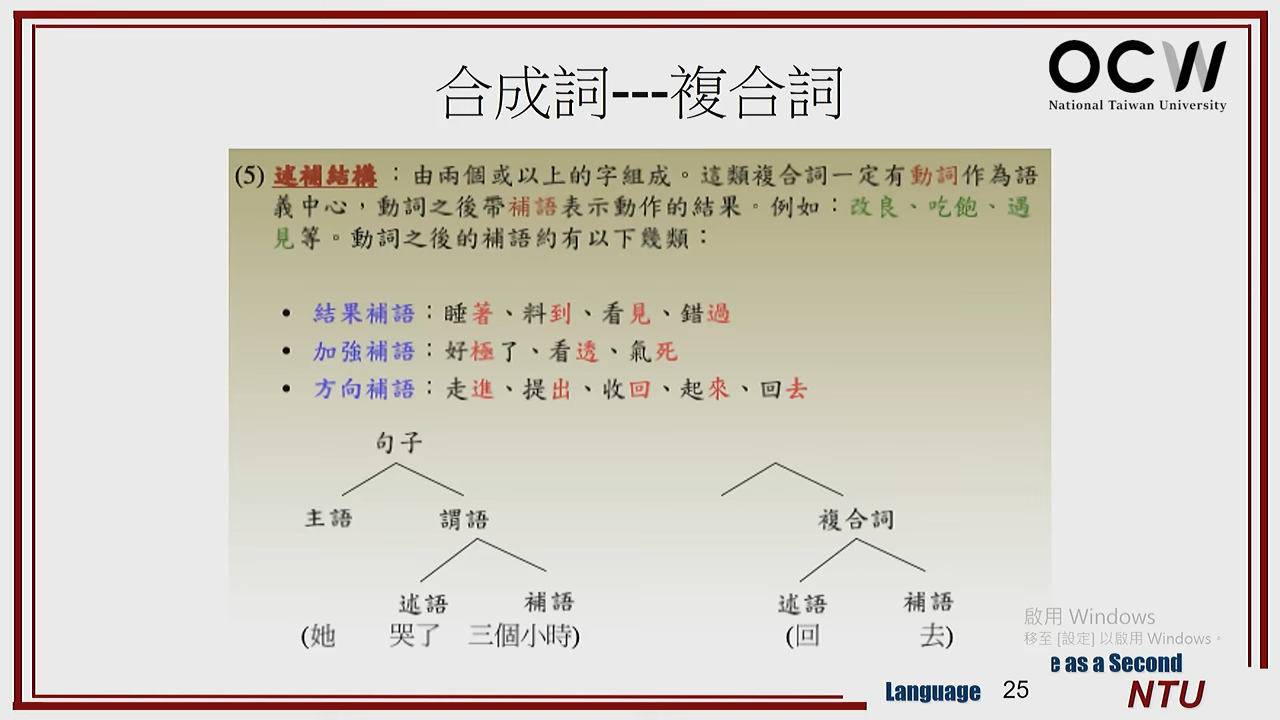 OCW
National Taiwan University
合成詞---複合詞
(5) 述補結構：由兩個或以上的字組成。這類複合詞一定有動詞作為語
義中心，動詞之後帶補語表示動作的結果。例如：改良、吃飽、遇
見等。動詞之後的補語約有以下幾類：
• 結果補語：睡著、料到、看見、錯過
• 加強補語：好極了、看透、氣死
• 方向補語：走進、提出、收回、起來、回去
句子
主語 謂語 複合詞
述語 補語 述語 補語
(她 哭了 三個小時) (回 去)
啟用 Windows
移至 [設定] 以啟用 Windows。
e as a Second
Language 25 NTU